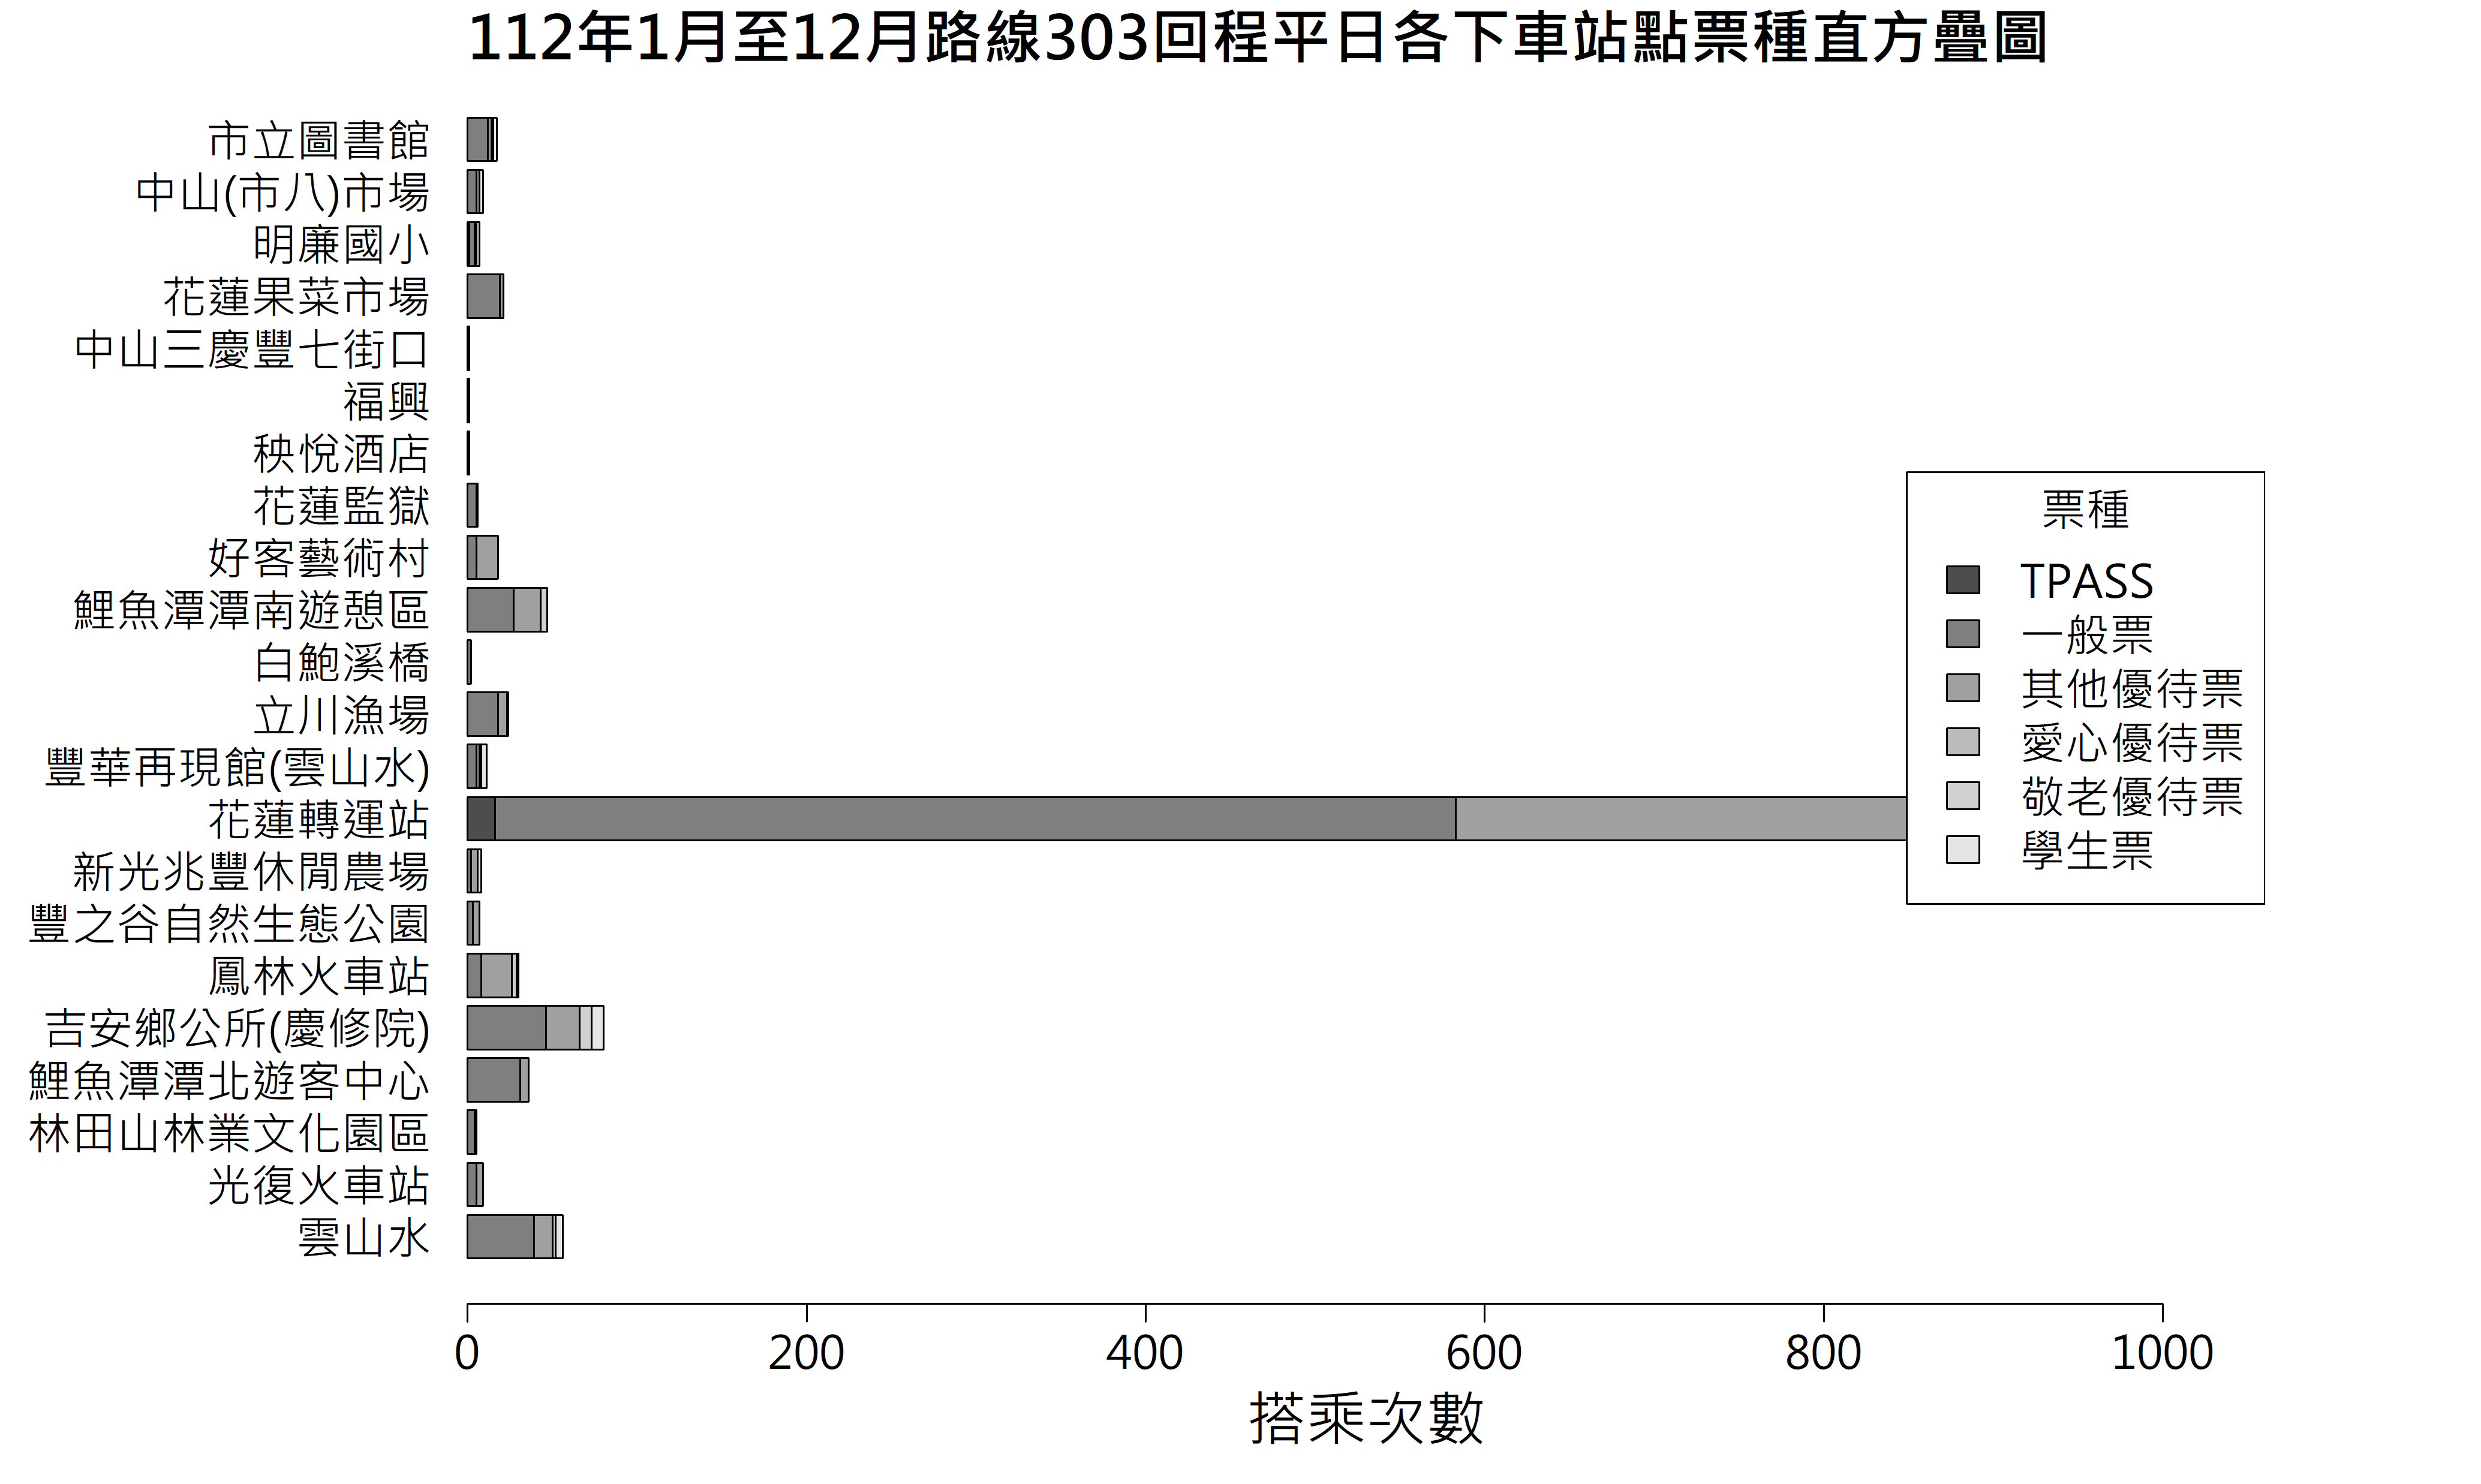 112年1月至12月路線303回程平日各下車站點票種直方疊圖
市立圖書館
中山(市八)市場
明廉國小
花蓮果菜市場
中山三慶豐七街口
福興
秧悅酒店
花蓮監獄
好客藝術村
鯉魚潭潭南遊憩區
白鮑溪橋
立川漁場
豐華再現館(雲山水)
花蓮轉運站
新光兆豐休閒農場
豐之谷自然生態公園
鳳林火車站
吉安鄉公所(慶修院)
鯉魚潭潭北遊客中心
林田山林業文化園區
光復火車站
雲山水
票種
TPASS
一般票
其他優待票
愛心優待票
敬老優待票
學生票
0 200 400 600 800 1000
搭乘次數